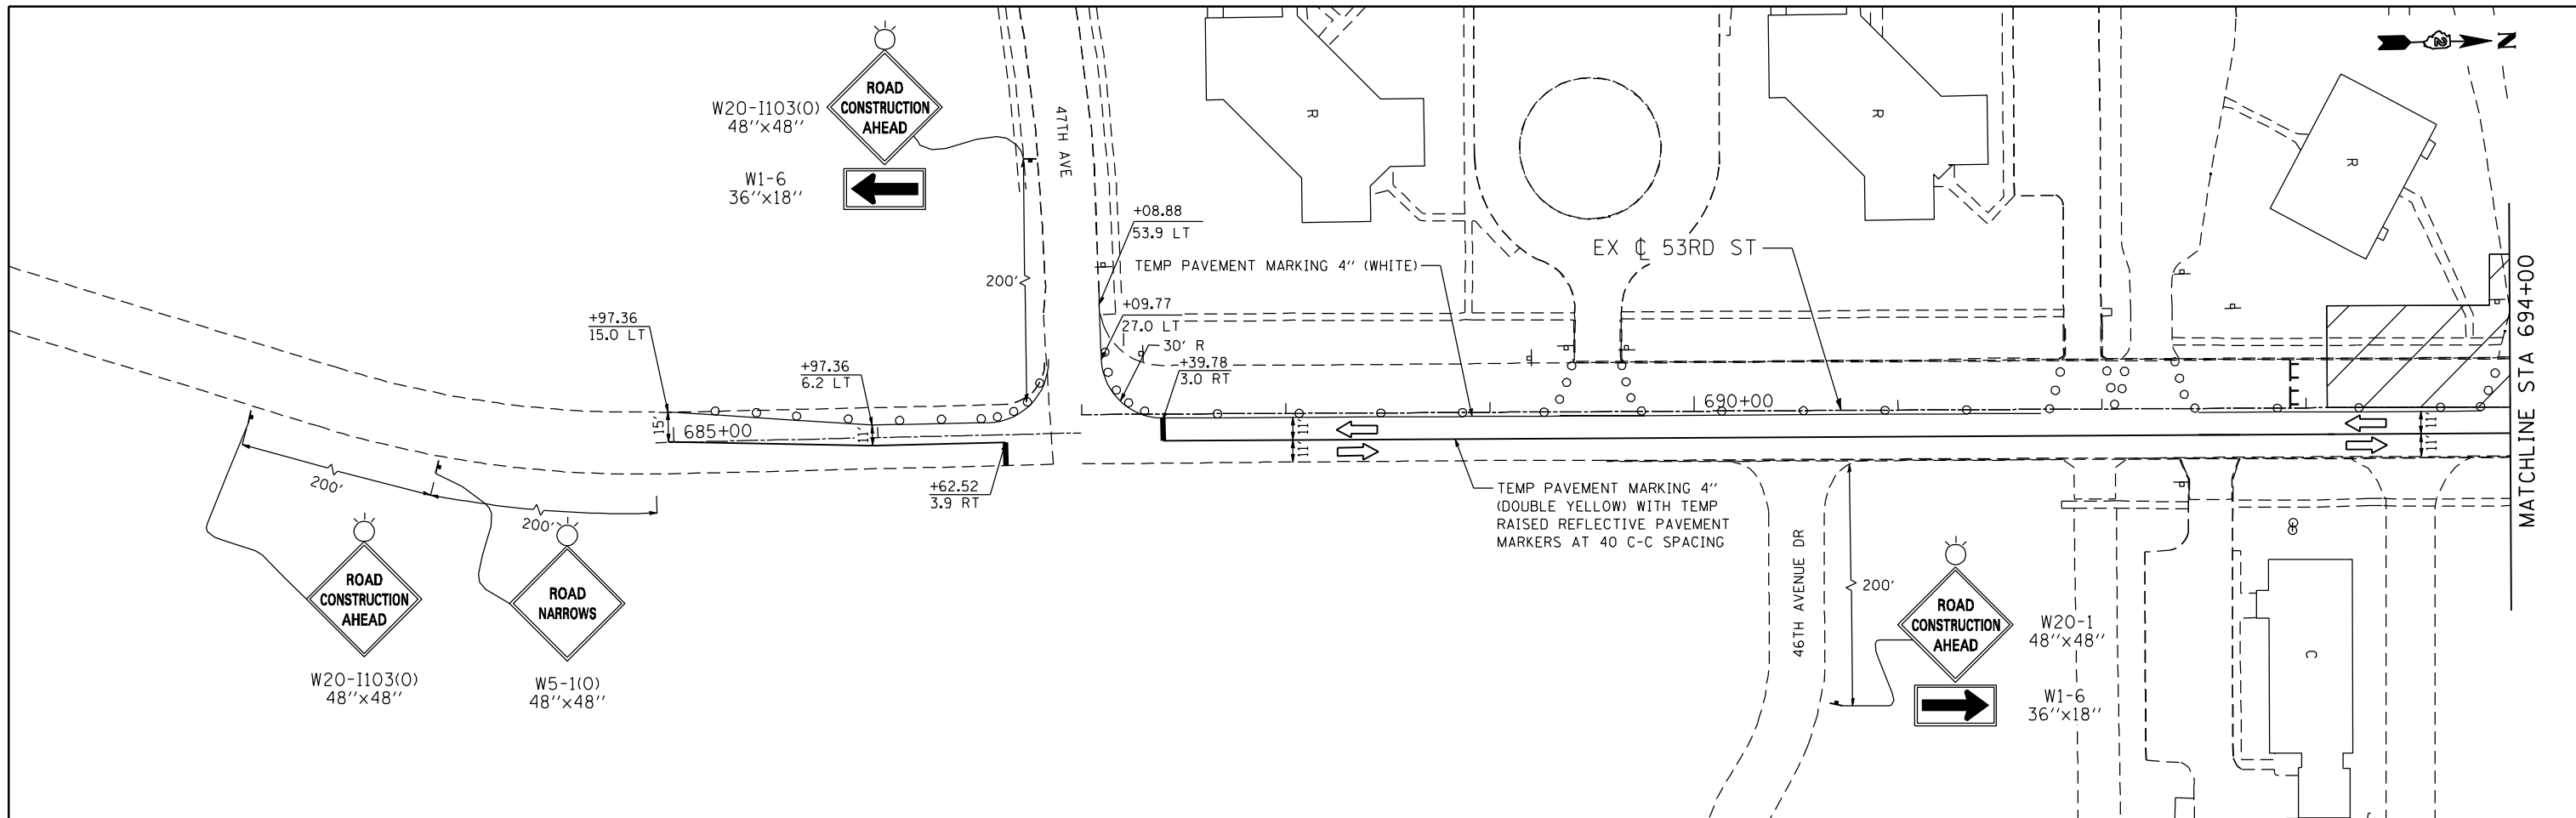 ROAD
CONSTRUCTION
AHEAD
W20-I103(O)
48''x48''
W1-6
36''x18''
47TH AVE
200'
R
R
R
2
N
+08.88
53.9 LT
TEMP PAVEMENT MARKING 4'' (WHITE)
EX ℄ 53RD ST
+09.77
27.0 LT
30' R
+39.78
3.0 RT
+97.36
15.0 LT
+97.36
6.2 LT
15'
685+00
11'
11'
11'
690+00
11'
11'
MATCHLINE STA 694+00
+62.52
3.9 RT
200'
200'
TEMP PAVEMENT MARKING 4''
(DOUBLE YELLOW) WITH TEMP
RAISED REFLECTIVE PAVEMENT
MARKERS AT 40 C-C SPACING
46TH AVENUE DR
200'
ROAD
CONSTRUCTION
AHEAD
W20-I103(O)
48''x48''
ROAD
NARROWS
W5-1(O)
48''x48''
ROAD
CONSTRUCTION
AHEAD
W20-1
48''x48''
W1-6
36''x18''
C